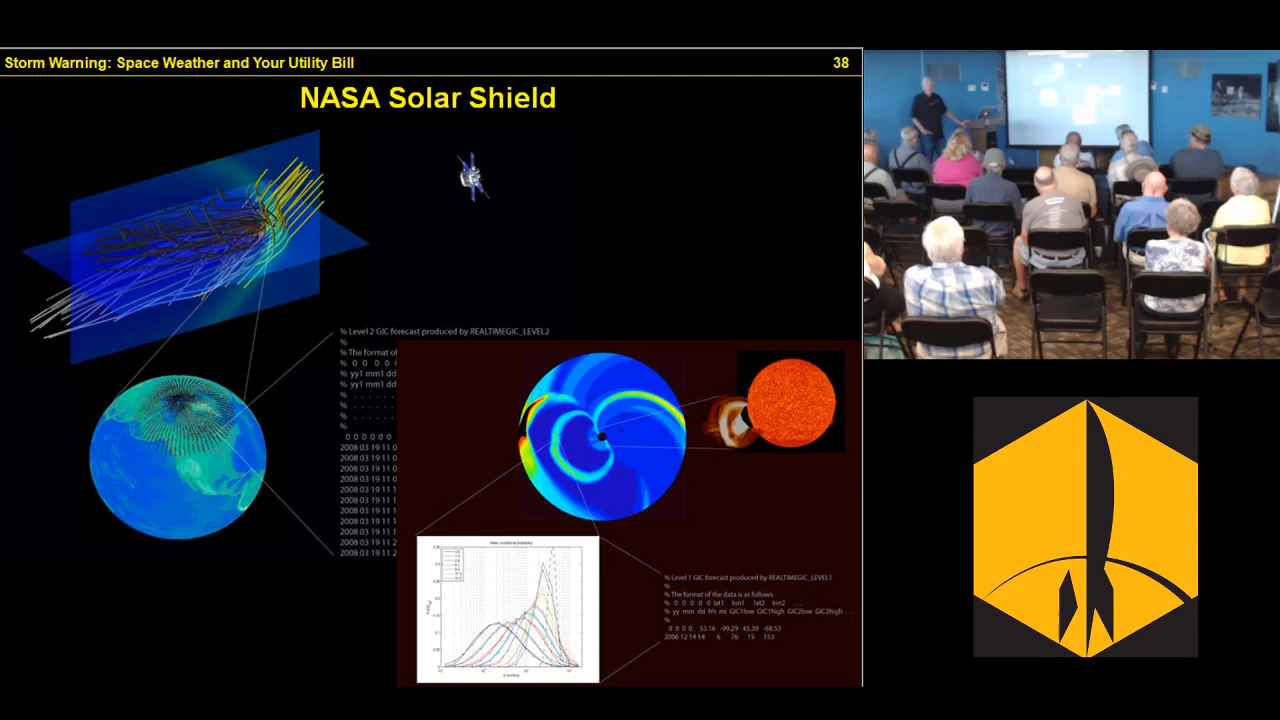 Storm Warning: Space Weather and Your Utility Bill 38
NASA Solar Shield
% Level 2 GIC forecast produced by REALTIMEGIC_LEVEL2
%
% The format of
% 0 0 0 0
% yy1 mm1 dd
% yy1 mm1 dd
% . . . . .
% . . . . .
% . . . . .
%
0 0 0 0 0 0
2008 03 19 11 0
2008 03 19 11 0
2008 03 19 11 0
2008 03 19 11 0
2008 03 19 11 1
2008 03 19 11 1
2008 03 19 11 1
2008 03 19 11 1
2008 03 19 11 1
2008 03 19 11 2
2008 03 19 11 2
% Level 1 GIC forecast produced by REALTIMEGIC_LEVEL1
%
% The format of the data is as follows:
% 0 0 0 0 0 lat1 lon1 lat2 lon2 ...
% yy mm dd hh mi GIC1low GIC1high GIC2low GIC2high ...
%
0 0 0 0 53.16 -99.29 45.39 -68.53
2006 12 14 14 6 76 15 153